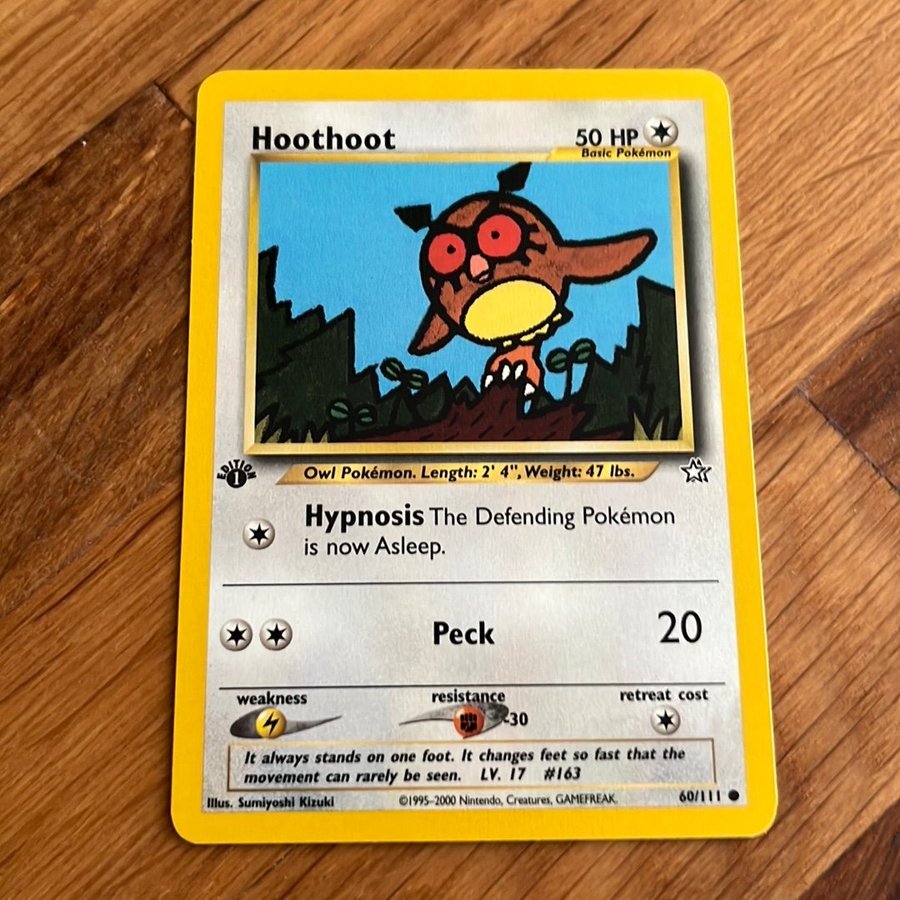 Hoothoot
50 HP
Basic Pokémon
EDITION
1
Owl Pokémon. Length: 2' 4", Weight: 47 lbs.
Hypnosis The Defending Pokémon
is now Asleep.
Peck 20
weakness resistance retreat cost
-30
It always stands on one foot. It changes feet so fast that the
movement can rarely be seen. LV. 17 #163
Illus. Sumiyoshi Kizuki ©1995-2000 Nintendo, Creatures, GAMEFREAK. 60/111